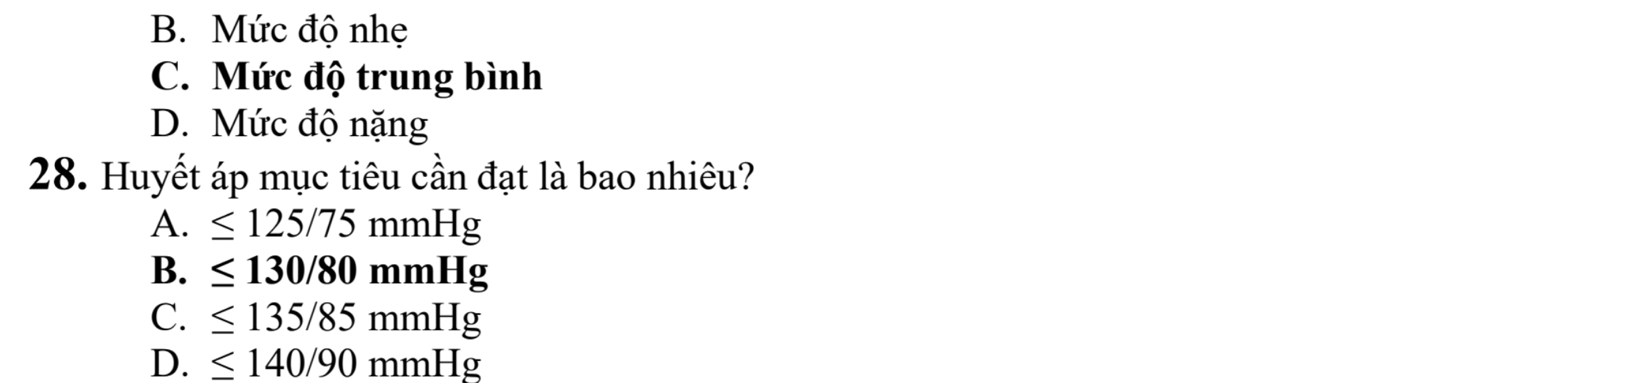 B. Mức độ nhẹ
C. Mức độ trung bình
D. Mức độ nặng
28. Huyết áp mục tiêu cần đạt là bao nhiêu?
A. ≤ 125/75 mmHg
B. ≤ 130/80 mmHg
C. ≤ 135/85 mmHg
D. ≤ 140/90 mmHg